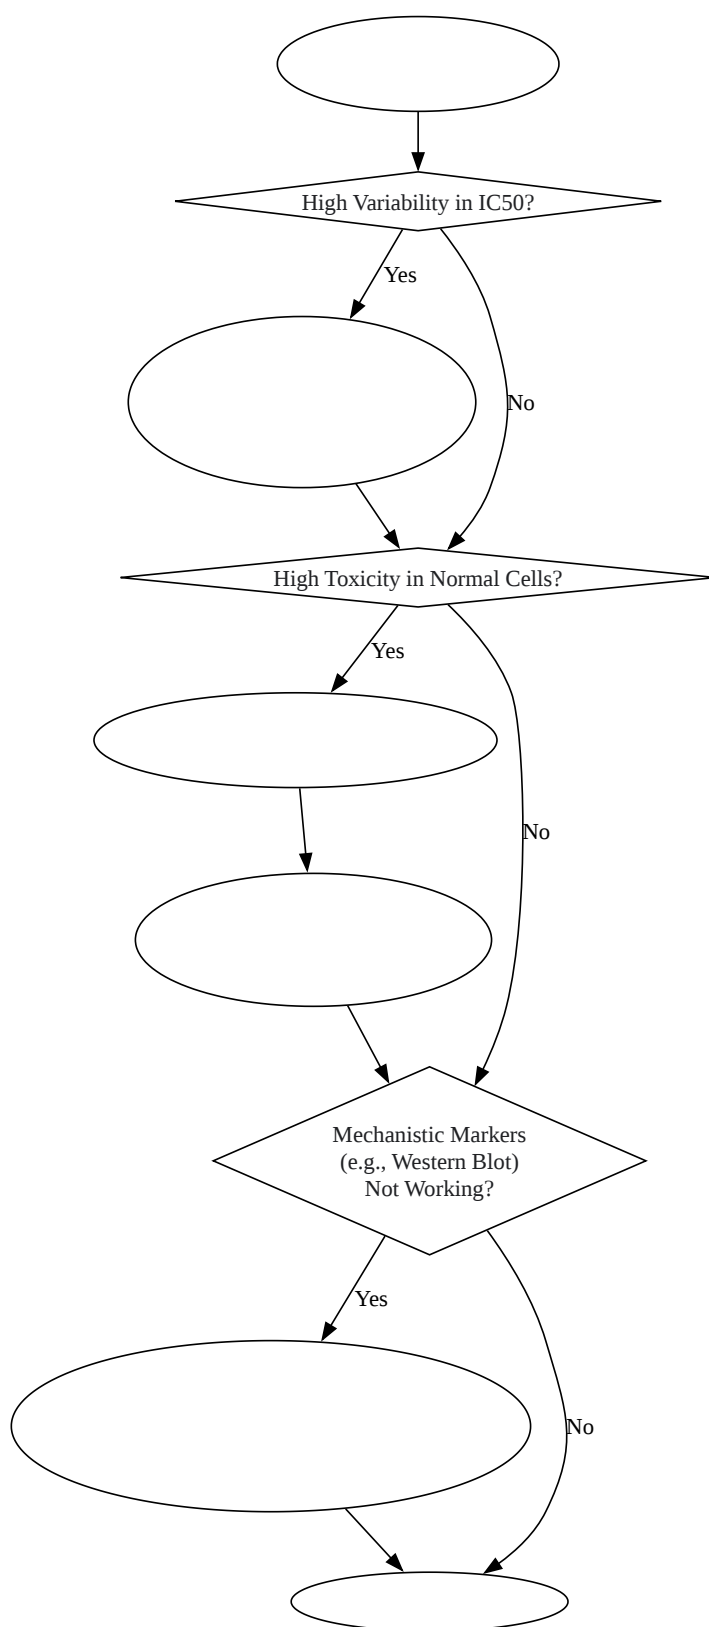 High Variability in IC50?
Yes
No
High Toxicity in Normal Cells?
Yes
No
Mechanistic Markers
(e.g., Western Blot)
Not Working?
Yes
No